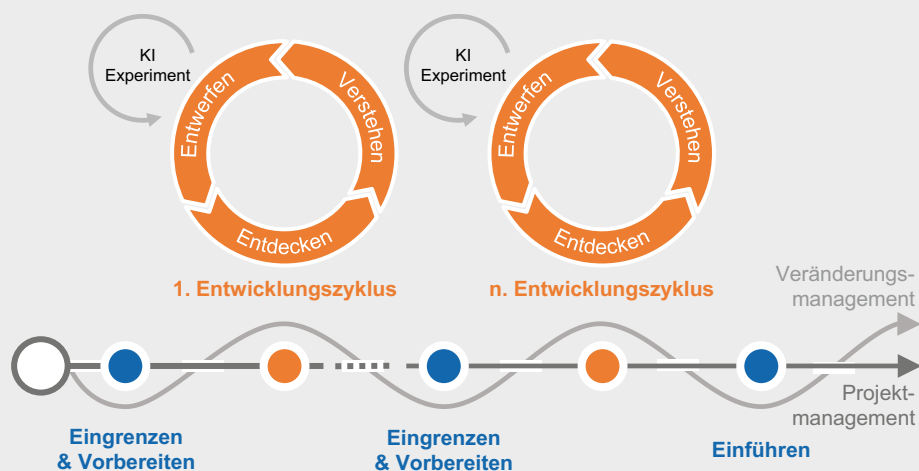 KI
Experiment
Entwerfen
Verstehen
Entdecken
1. Entwicklungszyklus
KI
Experiment
Entwerfen
Verstehen
Entdecken
n. Entwicklungszyklus
Veränderungs-
management
Projekt-
management
Eingrenzen
& Vorbereiten
Eingrenzen
& Vorbereiten
Einführen